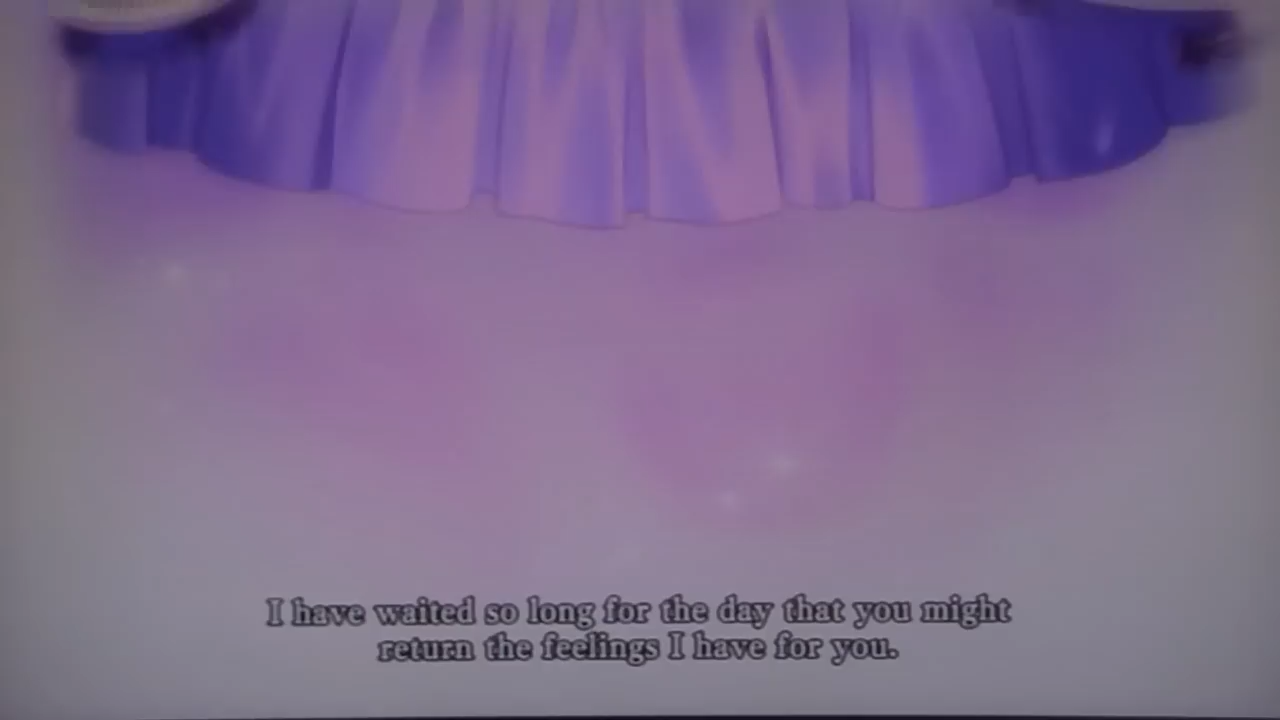 I have waited so long for the day that you might
return the feelings I have for you.